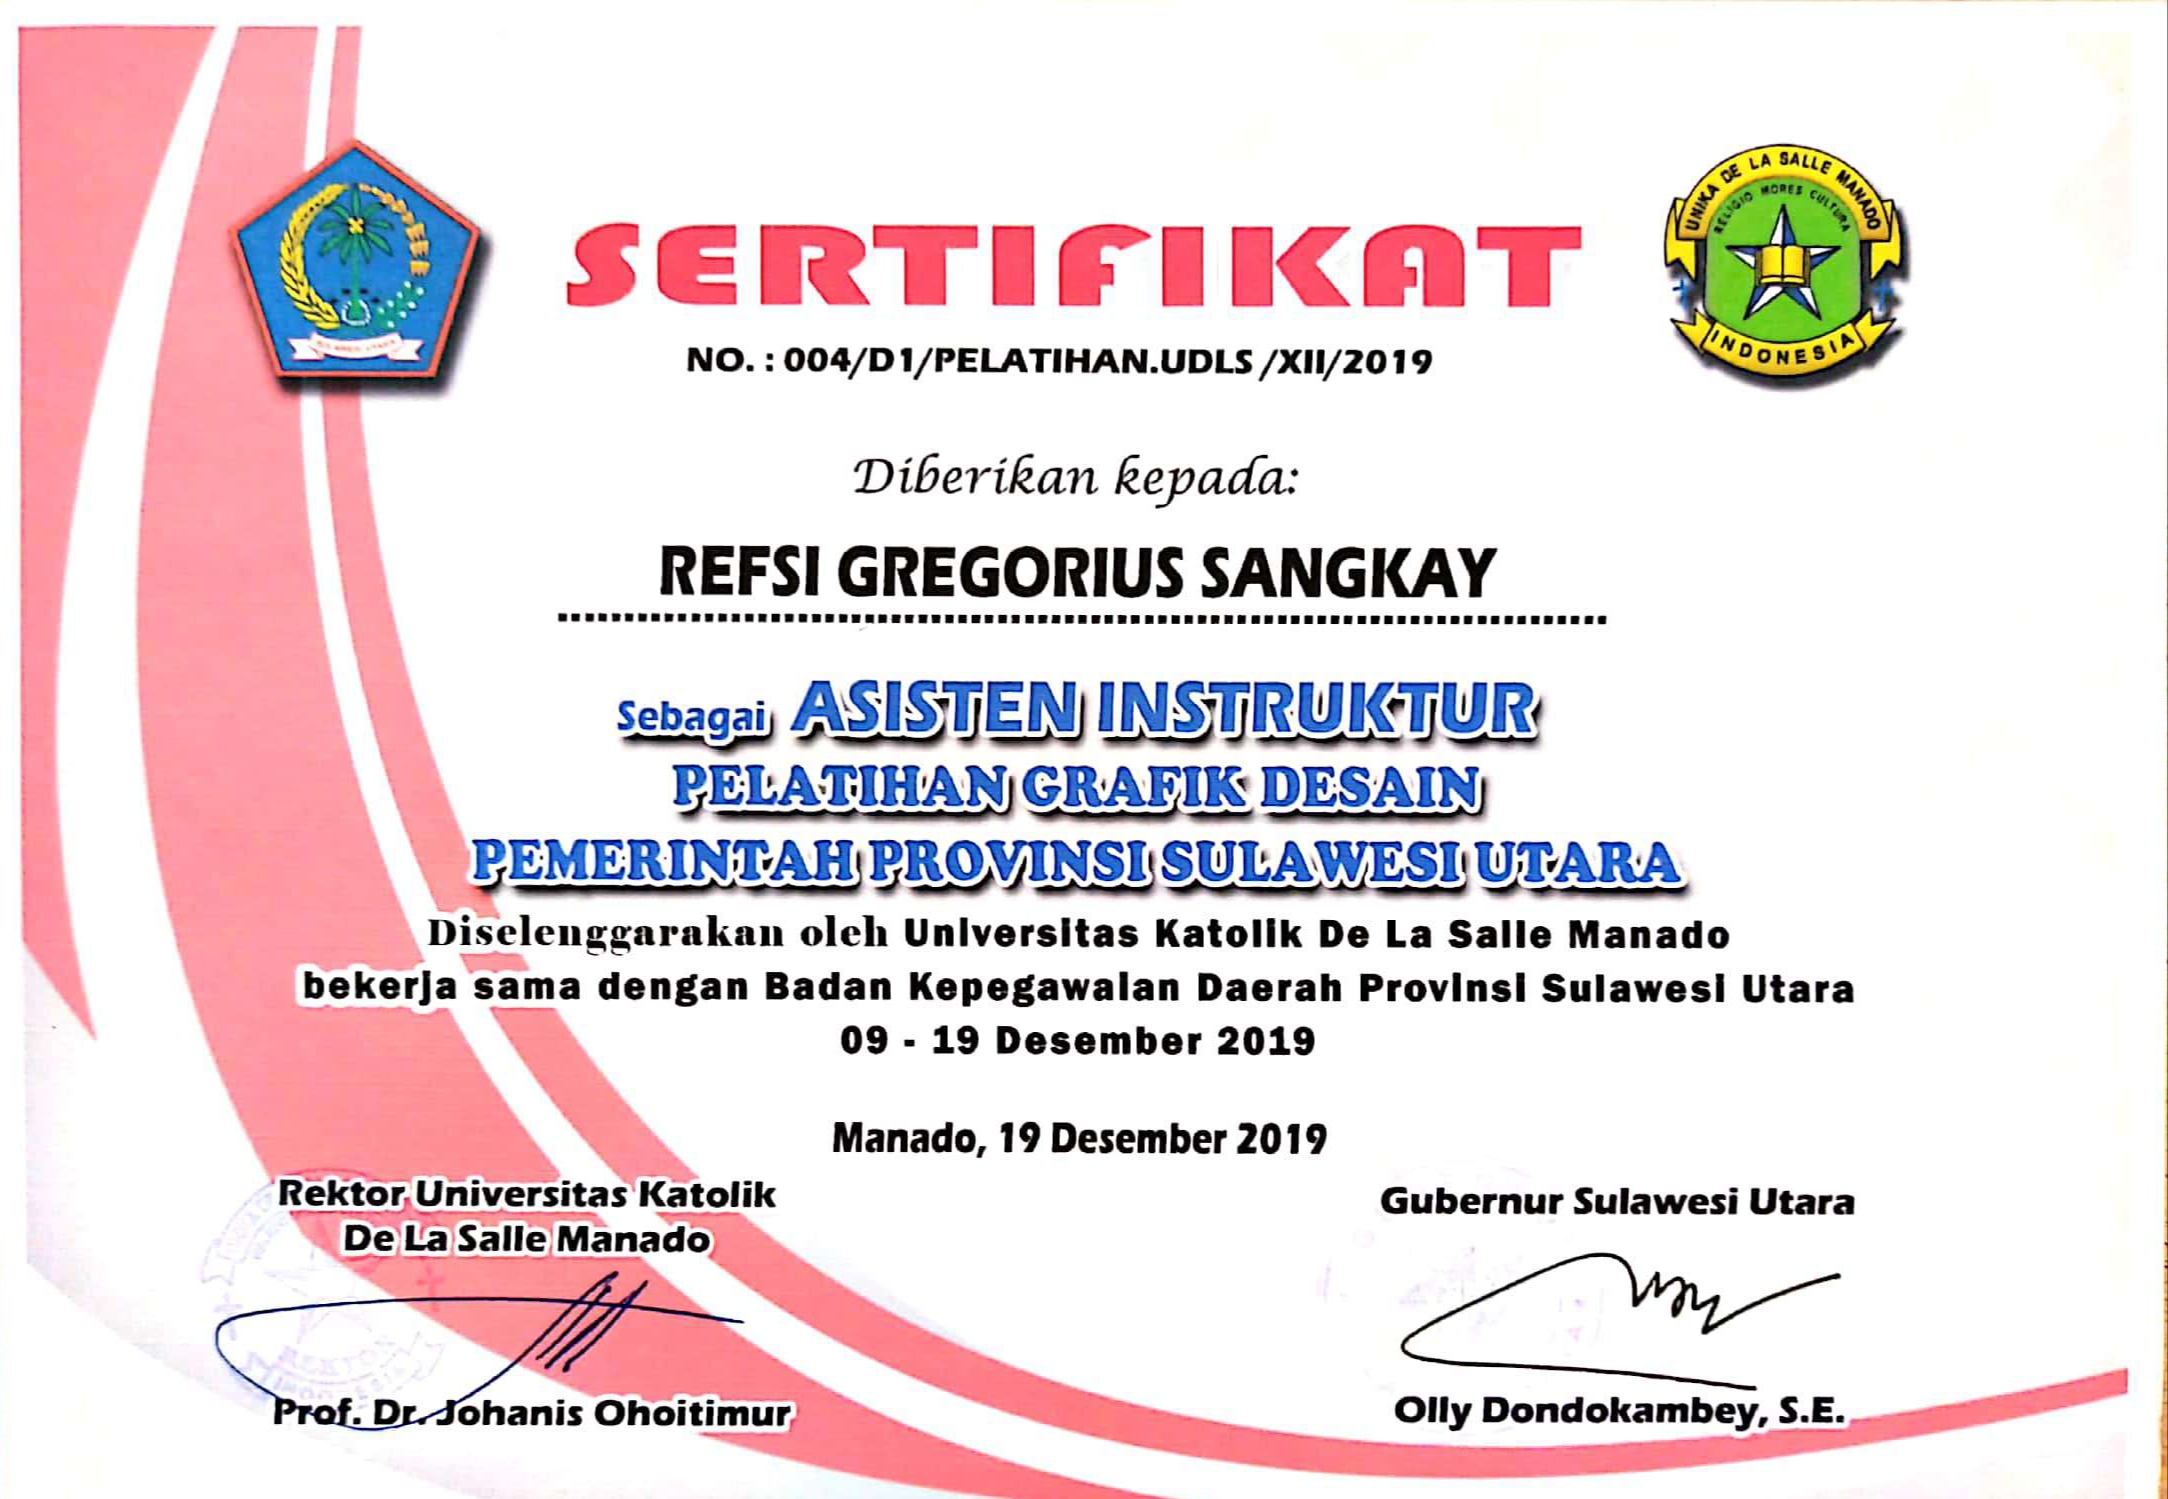 UNIKA DE LA SALLE MANADO
RELIGIO MORES CULTURA
INDONESIA
SERTIFIKAT
NO. : 004/D1/PELATIHAN.UDLS /XII/2019
Diberikan kepada:
REFSI GREGORIUS SANGKAY
Sebagai ASISTEN INSTRUKTUR
PELATIHAN GRAFIK DESAIN
PEMERINTAH PROVINSI SULAWESI UTARA
Diselenggarakan oleh Universitas Katolik De La Salle Manado
bekerja sama dengan Badan Kepegawaian Daerah Provinsi Sulawesi Utara
09 - 19 Desember 2019
Manado, 19 Desember 2019
Rektor Universitas Katolik
De La Salle Manado
REKTOR
Prof. Dr. Johanis Ohoitimur
Gubernur Sulawesi Utara
Olly Dondokambey, S.E.